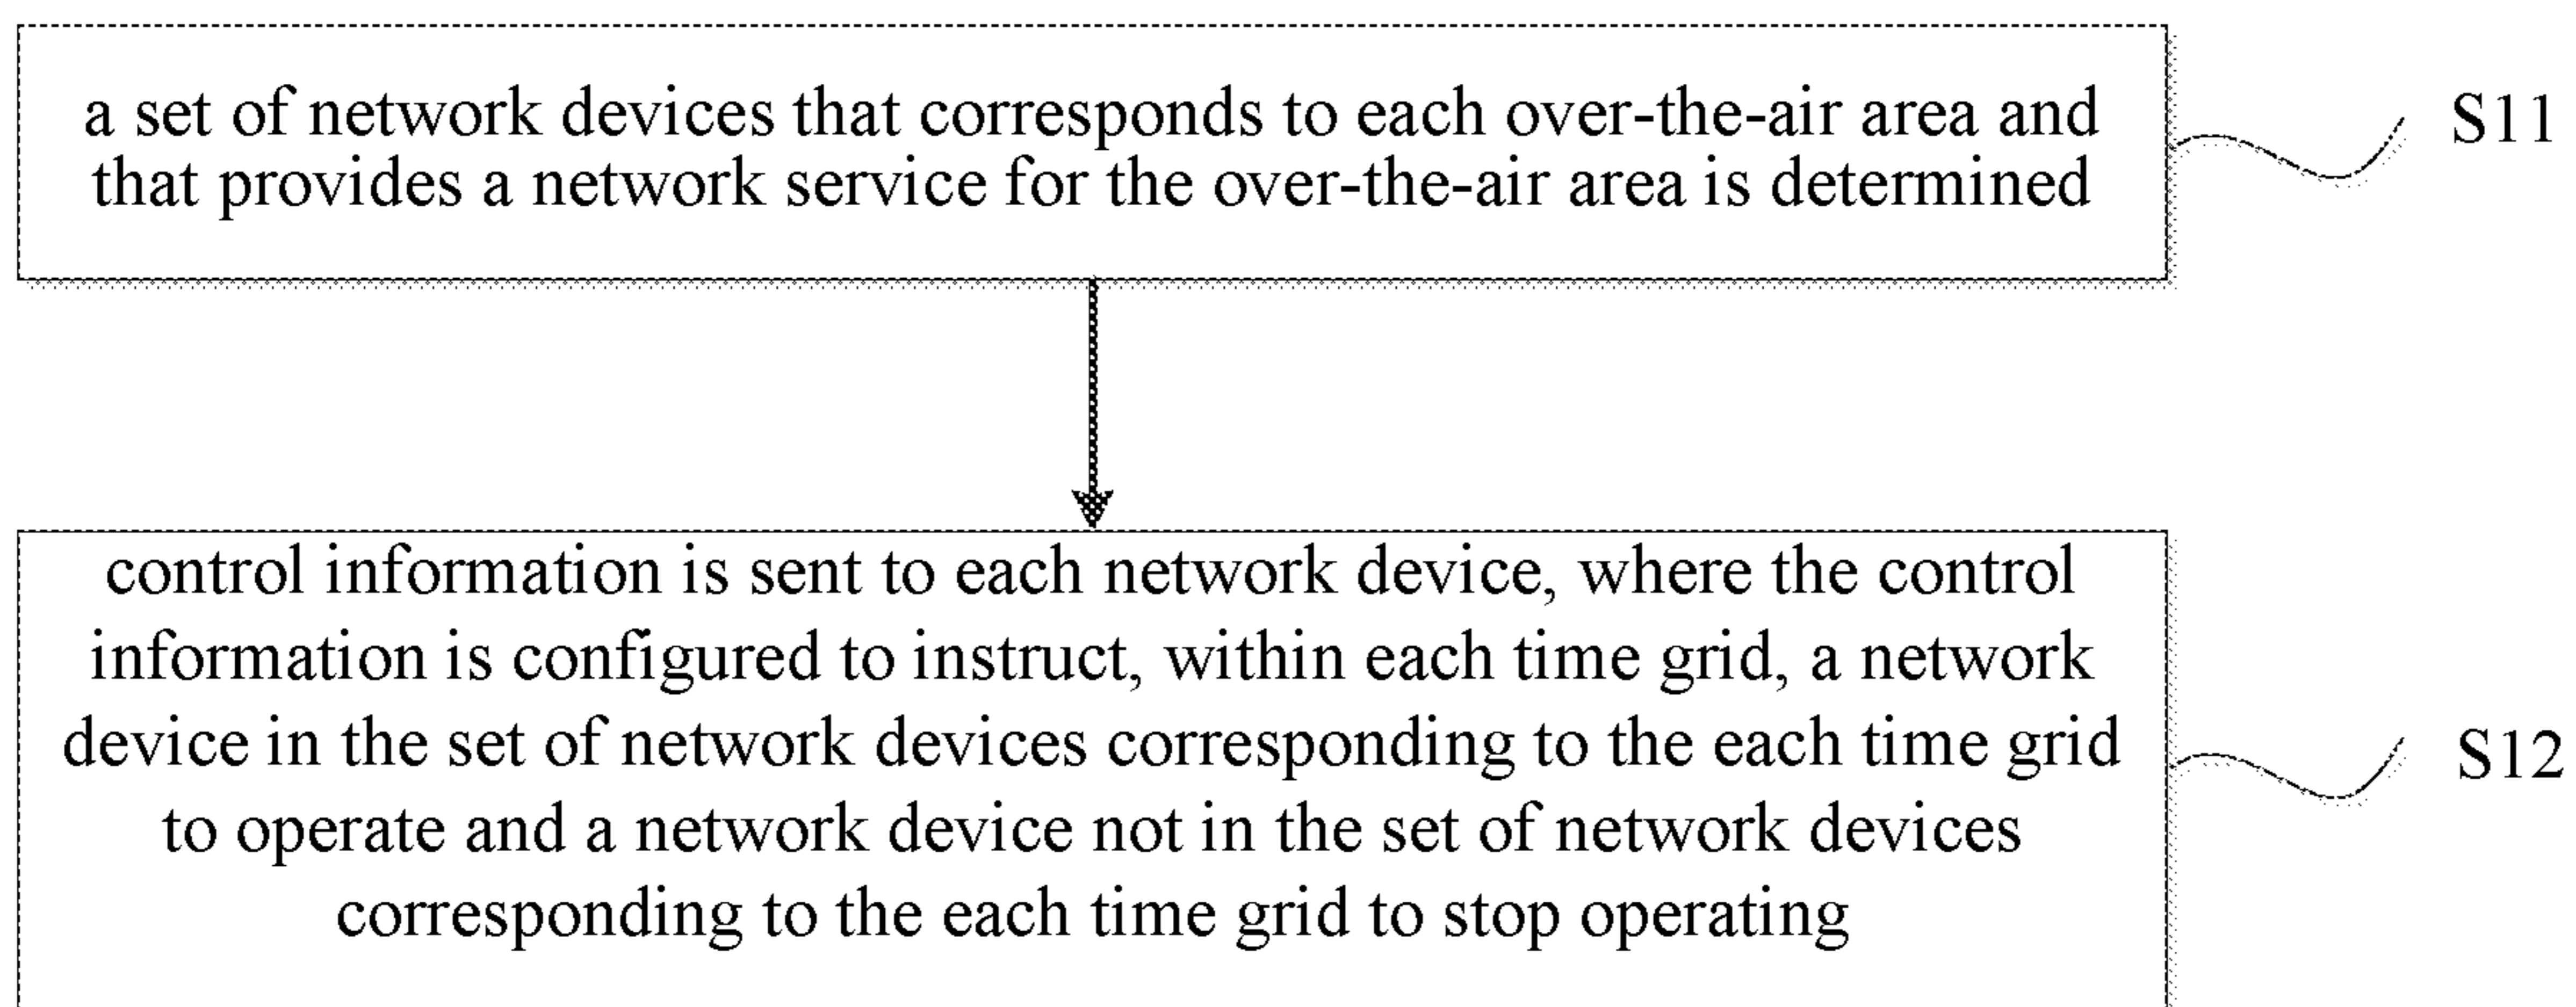 a set of network devices that corresponds to each over-the-air area and
that provides a network service for the over-the-air area is determined
S11
control information is sent to each network device, where the control
information is configured to instruct, within each time grid, a network
device in the set of network devices corresponding to the each time grid
to operate and a network device not in the set of network devices
corresponding to the each time grid to stop operating
S12